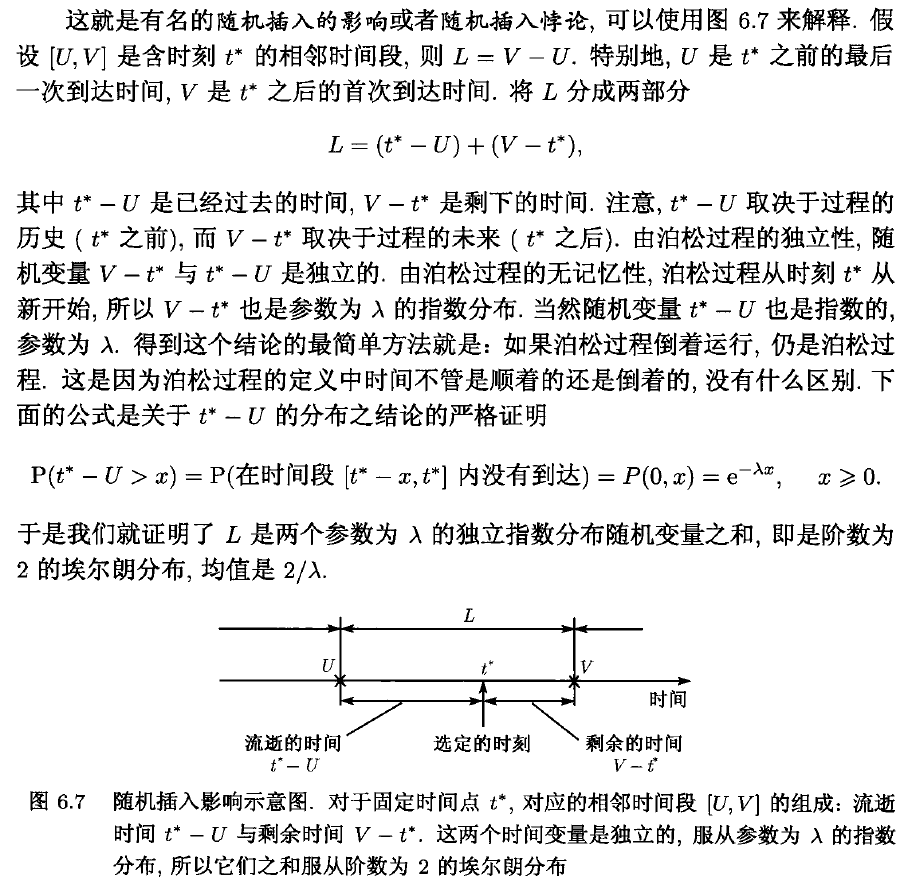 这就是有名的随机插入的影响或者随机插入悖论, 可以使用图 6.7 来解释. 假
设 [U, V] 是含时刻 t* 的相邻时间段, 则 L = V − U. 特别地, U 是 t* 之前的最后
一次到达时间, V 是 t* 之后的首次到达时间. 将 L 分成两部分
L = (t* − U) + (V − t*),
其中 t* − U 是已经过去的时间, V − t* 是剩下的时间. 注意, t* − U 取决于过程的
历史 ( t* 之前), 而 V − t* 取决于过程的未来 ( t* 之后). 由泊松过程的独立性, 随
机变量 V − t* 与 t* − U 是独立的. 由泊松过程的无记忆性, 泊松过程从时刻 t* 从
新开始, 所以 V − t* 也是参数为 λ 的指数分布. 当然随机变量 t* − U 也是指数的,
参数为 λ. 得到这个结论的最简单方法就是: 如果泊松过程倒着运行, 仍是泊松过
程. 这是因为泊松过程的定义中时间不管是顺着的还是倒着的, 没有什么区别. 下
面的公式是关于 t* − U 的分布之结论的严格证明
P(t* − U > x) = P(在时间段 [t* − x, t*] 内没有到达) = P(0, x) = e^{−λx}, x ⩾ 0.
于是我们就证明了 L 是两个参数为 λ 的独立指数分布随机变量之和, 即是阶数为
2 的埃尔朗分布, 均值是 2/λ.
L
U t* V
时间
流逝的时间 选定的时刻 剩余的时间
t* − U V − t*
图 6.7 随机插入影响示意图. 对于固定时间点 t*, 对应的相邻时间段 [U, V] 的组成: 流逝
时间 t* − U 与剩余时间 V − t*. 这两个时间变量是独立的, 服从参数为 λ 的指数
分布, 所以它们之和服从阶数为 2 的埃尔朗分布